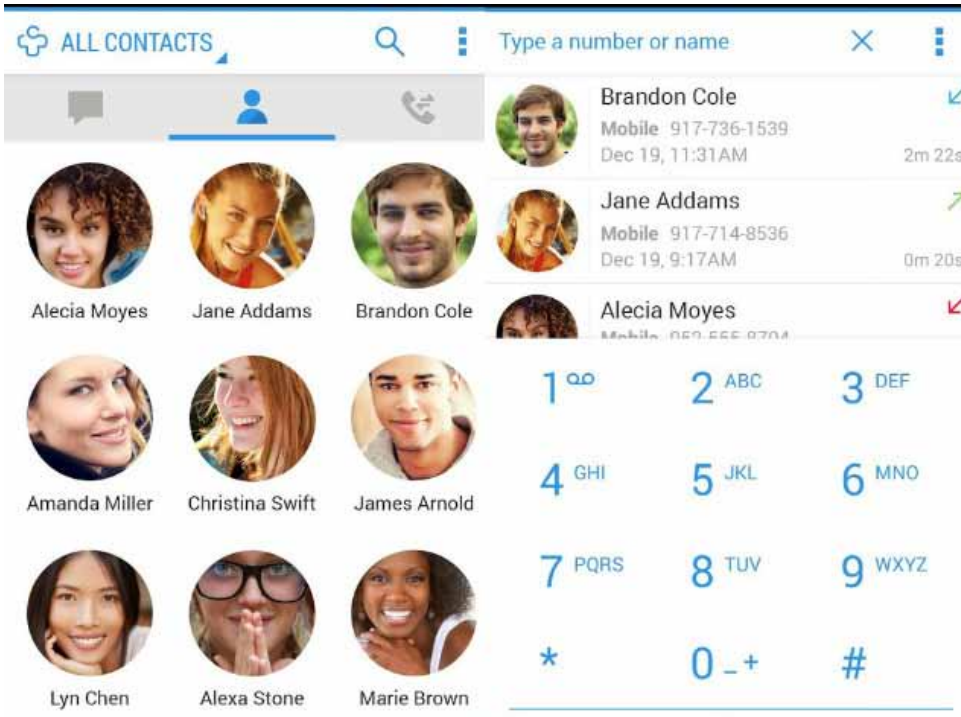 ALL CONTACTS
Alecia Moyes
Jane Addams
Brandon Cole
Amanda Miller
Christina Swift
James Arnold
Lyn Chen
Alexa Stone
Marie Brown
Type a number or name
Brandon Cole
Mobile 917-736-1539
Dec 19, 11:31AM
2m 22s
Jane Addams
Mobile 917-714-8536
Dec 19, 9:17AM
0m 20s
Alecia Moyes
Mobile
1
2 ABC
3 DEF
4 GHI
5 JKL
6 MNO
7 PQRS
8 TUV
9 WXYZ
*
0 _ +
#